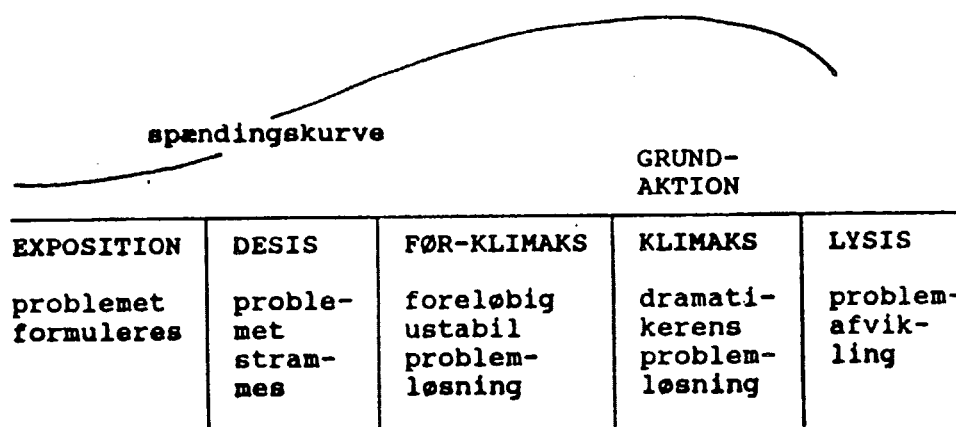 spændingskurve
GRUND-
AKTION
EXPOSITION
problemet
formuleres
DESIS
proble-
met
stram-
mes
FØR-KLIMAKS
foreløbig
ustabil
problem-
løsning
KLIMAKS
dramati-
kerens
problem-
løsning
LYSIS
problem-
afvik-
ling